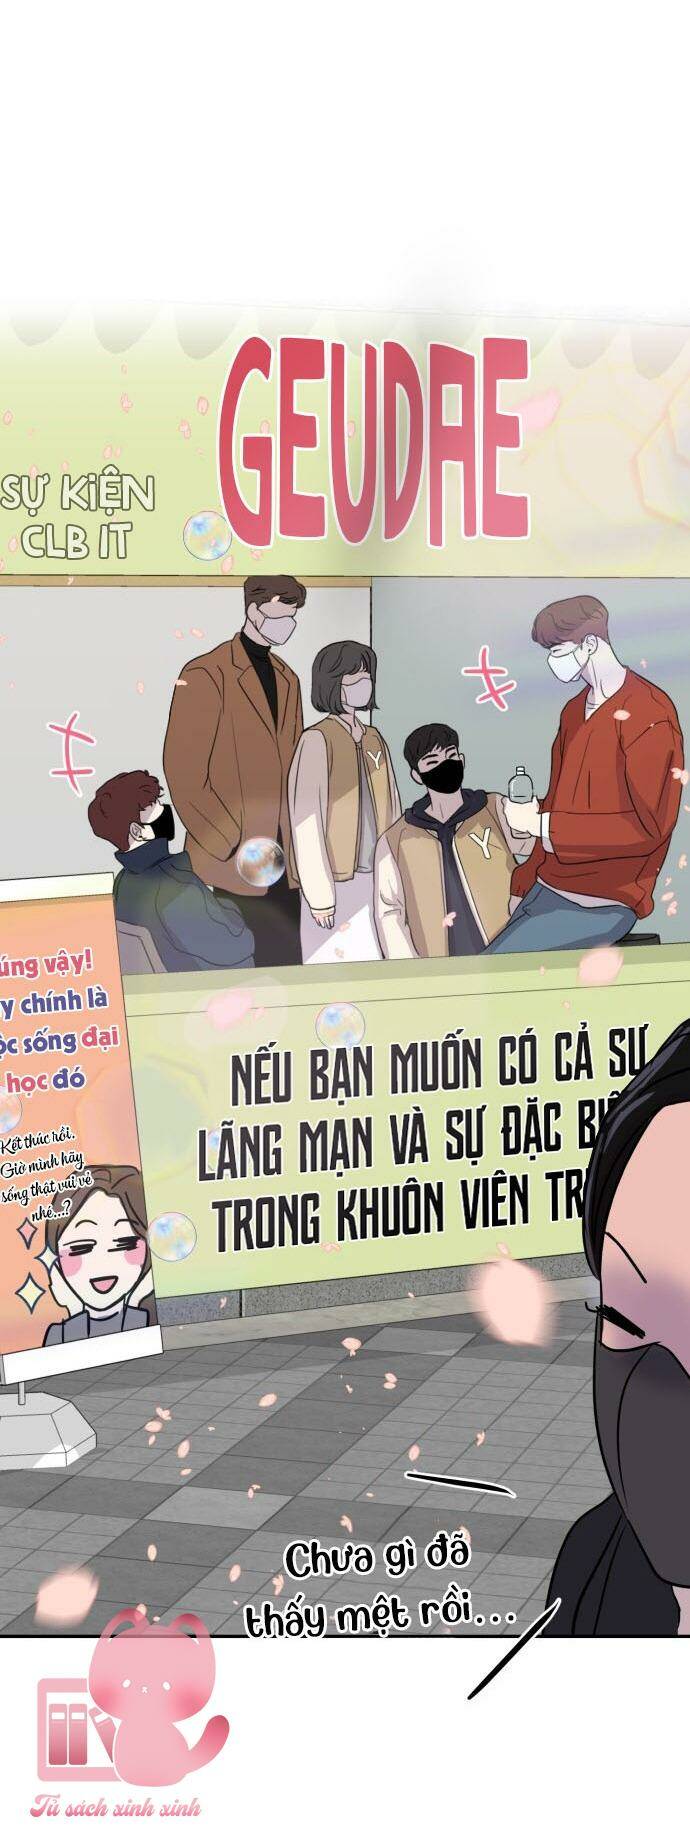 GEUDAE
SỰ KIỆN
CLB IT
Y
Y
úng vậy!
y chính là
ộc sống đại
học đó
Kết thúc rồi.
Giờ mình hãy
sống thật vui vẻ
nhé...?
NẾU BẠN MUỐN CÓ CẢ SỰ
LÃNG MẠN VÀ SỰ ĐẶC BIỆ
TRONG KHUÔN VIÊN TR
Chưa gì đã
thấy mệt rồi...
Tủ sách xinh xinh